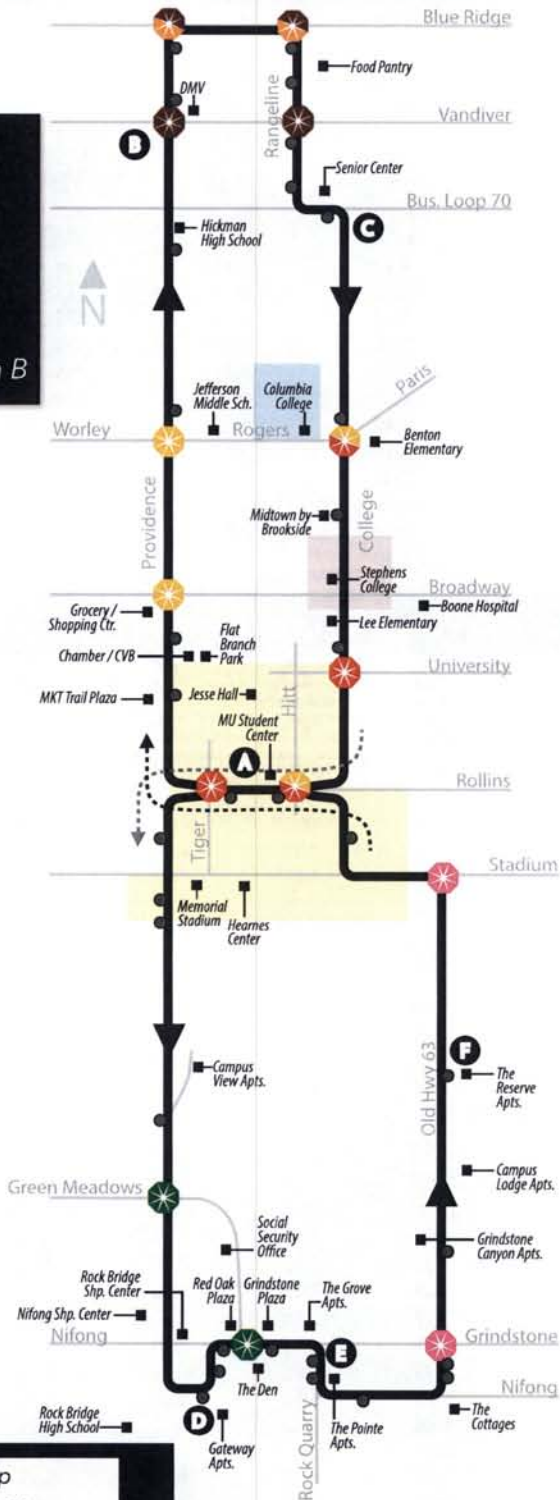 Blue Ridge
Food Pantry
DMV
Rangeline
Vandiver
B
Senior Center
Bus. Loop 70
C
Hickman
High School
N
B
Jefferson
Middle Sch.
Columbia
College
Paris
Worley
Rogers
Benton
Elementary
Providence
Midtown by
Brookside
College
Stephens
College
Broadway
Grocery /
Shopping Ctr.
Boone Hospital
Lee Elementary
Flat
Branch
Park
Chamber / CVB
University
MKT Trail Plaza
Jesse Hall
Hitt
MU Student
Center
A
Rollins
Tiger
Stadium
Memorial
Stadium
Hearnes
Center
F
Old Hwy 63
Campus
View Apts.
The
Reserve
Apts.
Campus
Lodge Apts.
Green Meadows
Social
Security
Office
Grindstone
Canyon Apts.
Rock Bridge
Shp. Center
Red Oak
Plaza
Grindstone
Plaza
The Grove
Apts.
Nifong Shp. Center
Nifong
Grindstone
E
The Den
Nifong
D
Rock Bridge
High School
Gateway
Apts.
Rock Quarry
The Pointe
Apts.
The
Cottages
p